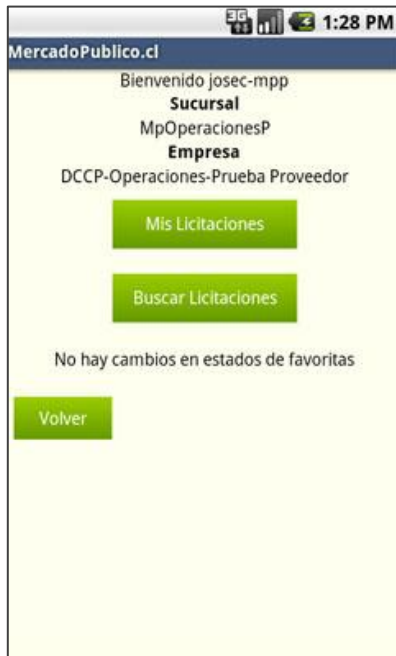 3G
1:28 PM
MercadoPublico.cl
Bienvenido josec-mpp
Sucursal
MpOperacionesP
Empresa
DCCP-Operaciones-Prueba Proveedor
Mis Licitaciones
Buscar Licitaciones
No hay cambios en estados de favoritas
Volver